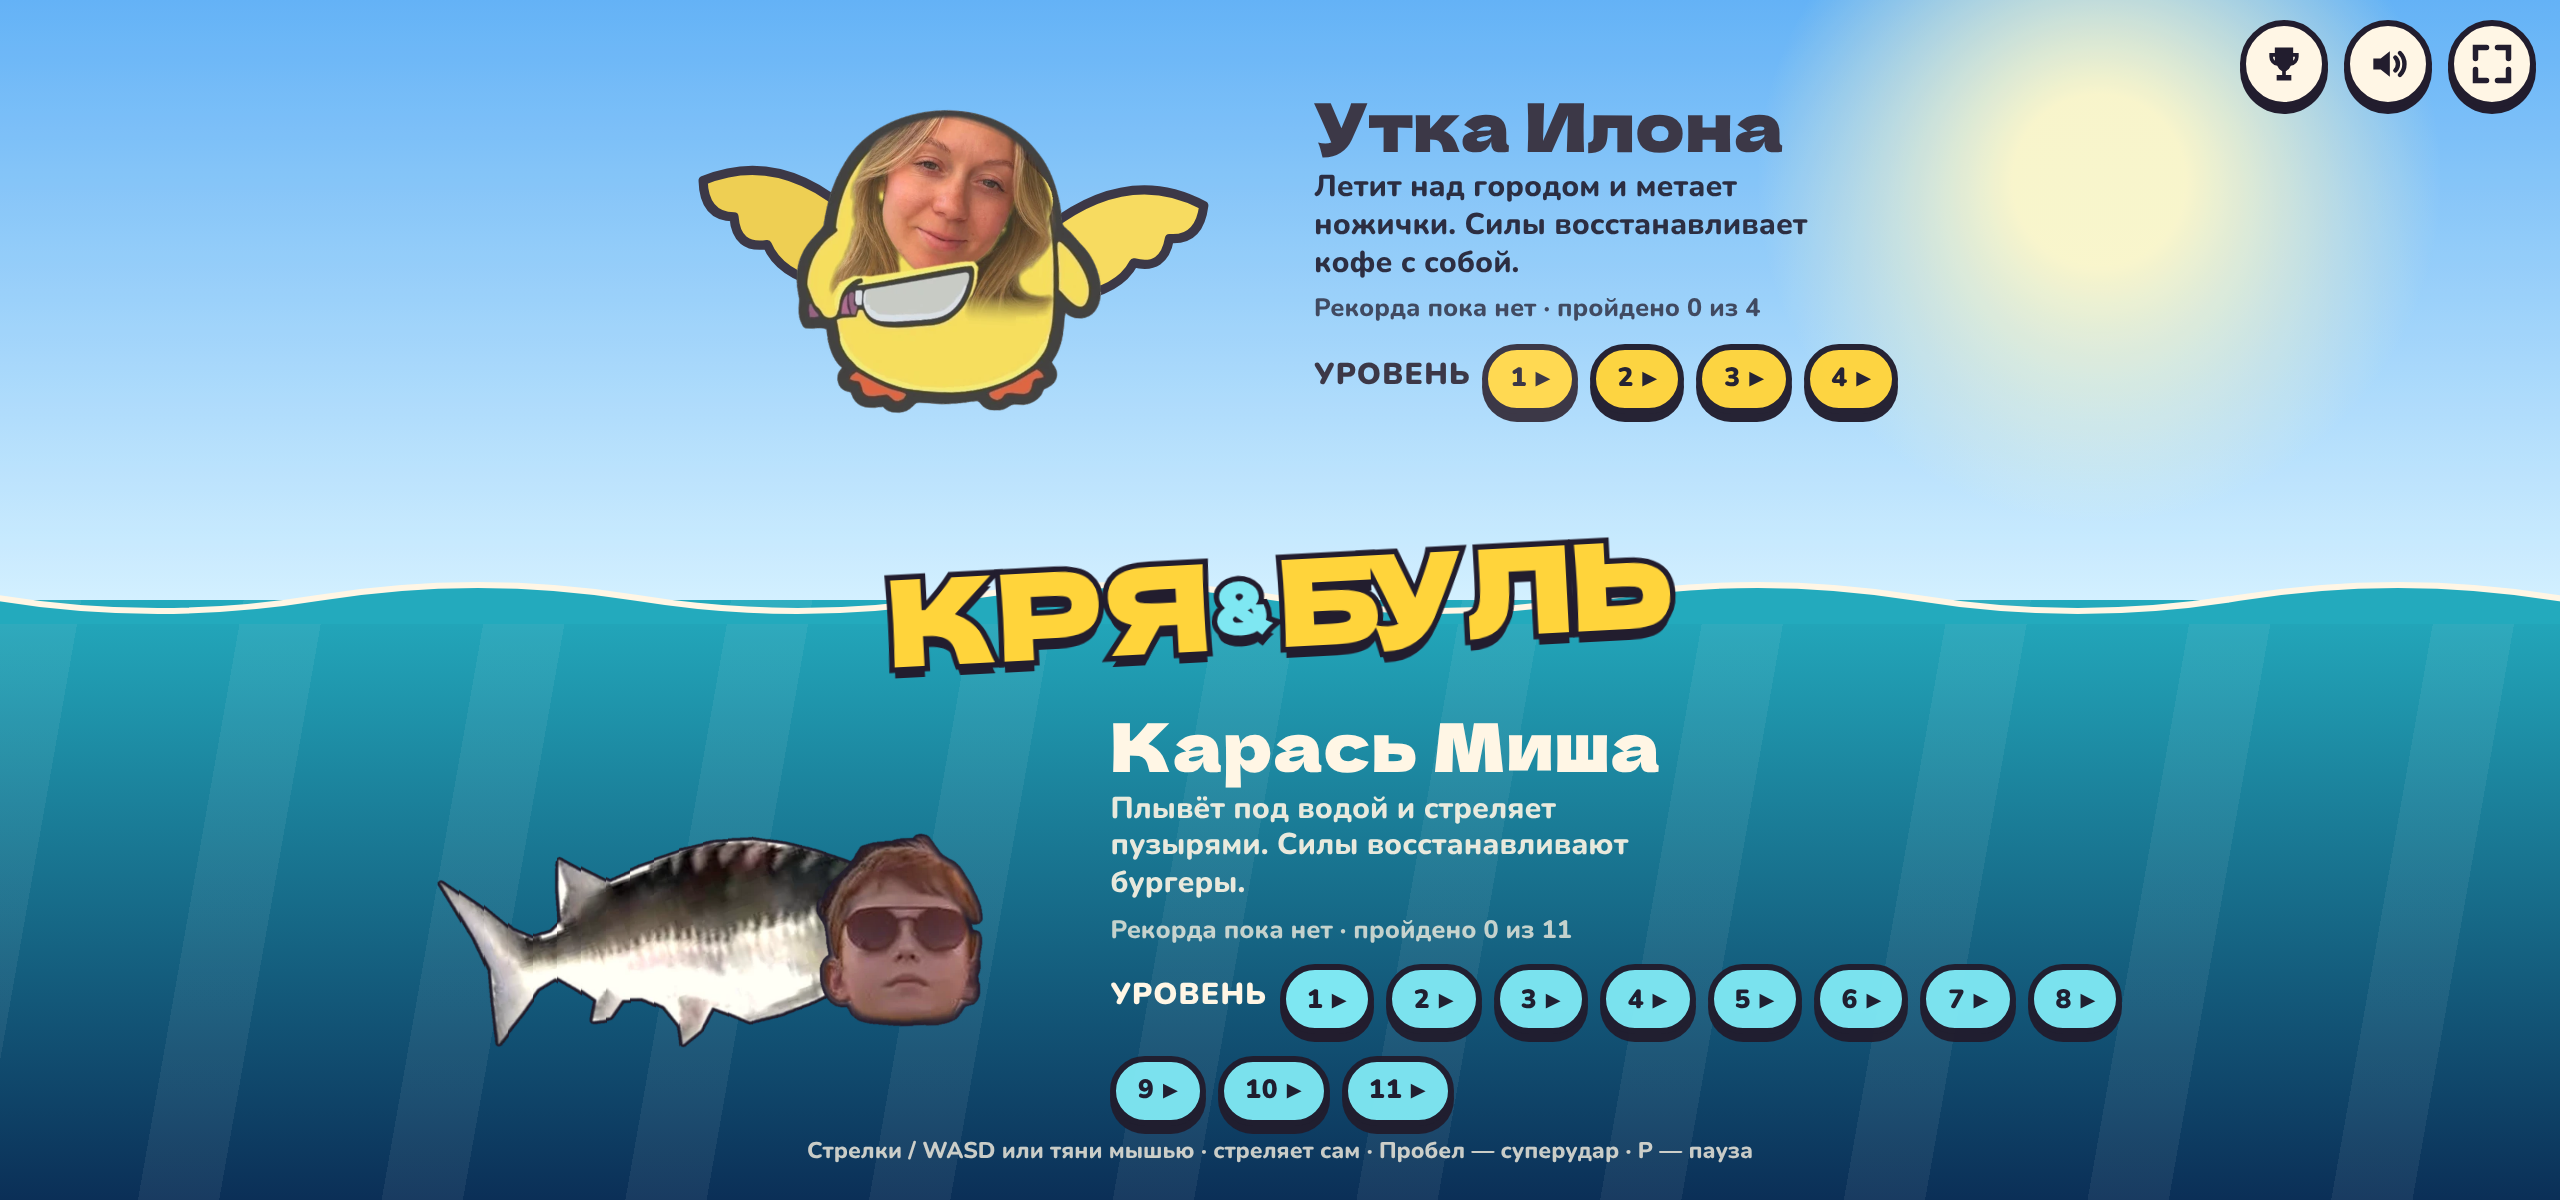 Утка Илона
Летит над городом и метает
ножички. Силы восстанавливает
кофе с собой.
Рекорда пока нет · пройдено 0 из 4
УРОВЕНЬ 1 ► 2 ► 3 ► 4 ►
КРЯ & БУЛЬ
Карась Миша
Плывёт под водой и стреляет
пузырями. Силы восстанавливают
бургеры.
Рекорда пока нет · пройдено 0 из 11
УРОВЕНЬ 1 ► 2 ► 3 ► 4 ► 5 ► 6 ► 7 ► 8 ►
9 ► 10 ► 11 ►
Стрелки / WASD или тяни мышью · стреляет сам · Пробел — суперудар · P — пауза